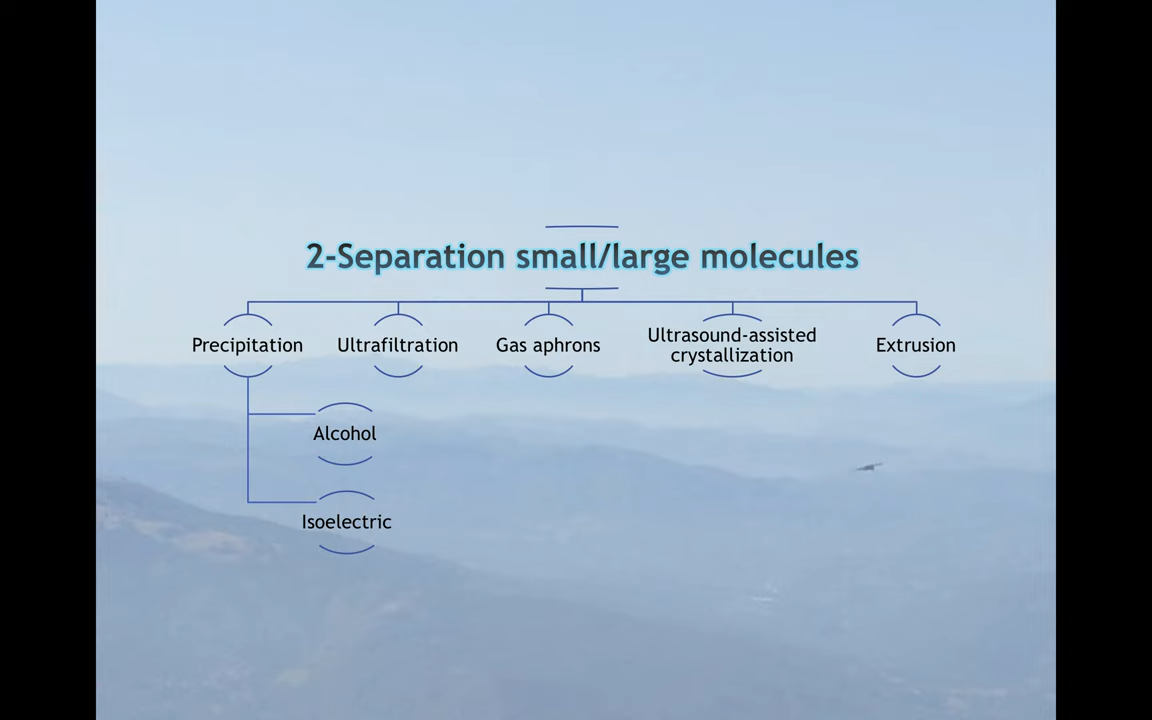 2-Separation small/large molecules
Precipitation
Ultrafiltration
Gas aphrons
Ultrasound-assisted
crystallization
Extrusion
Alcohol
Isoelectric